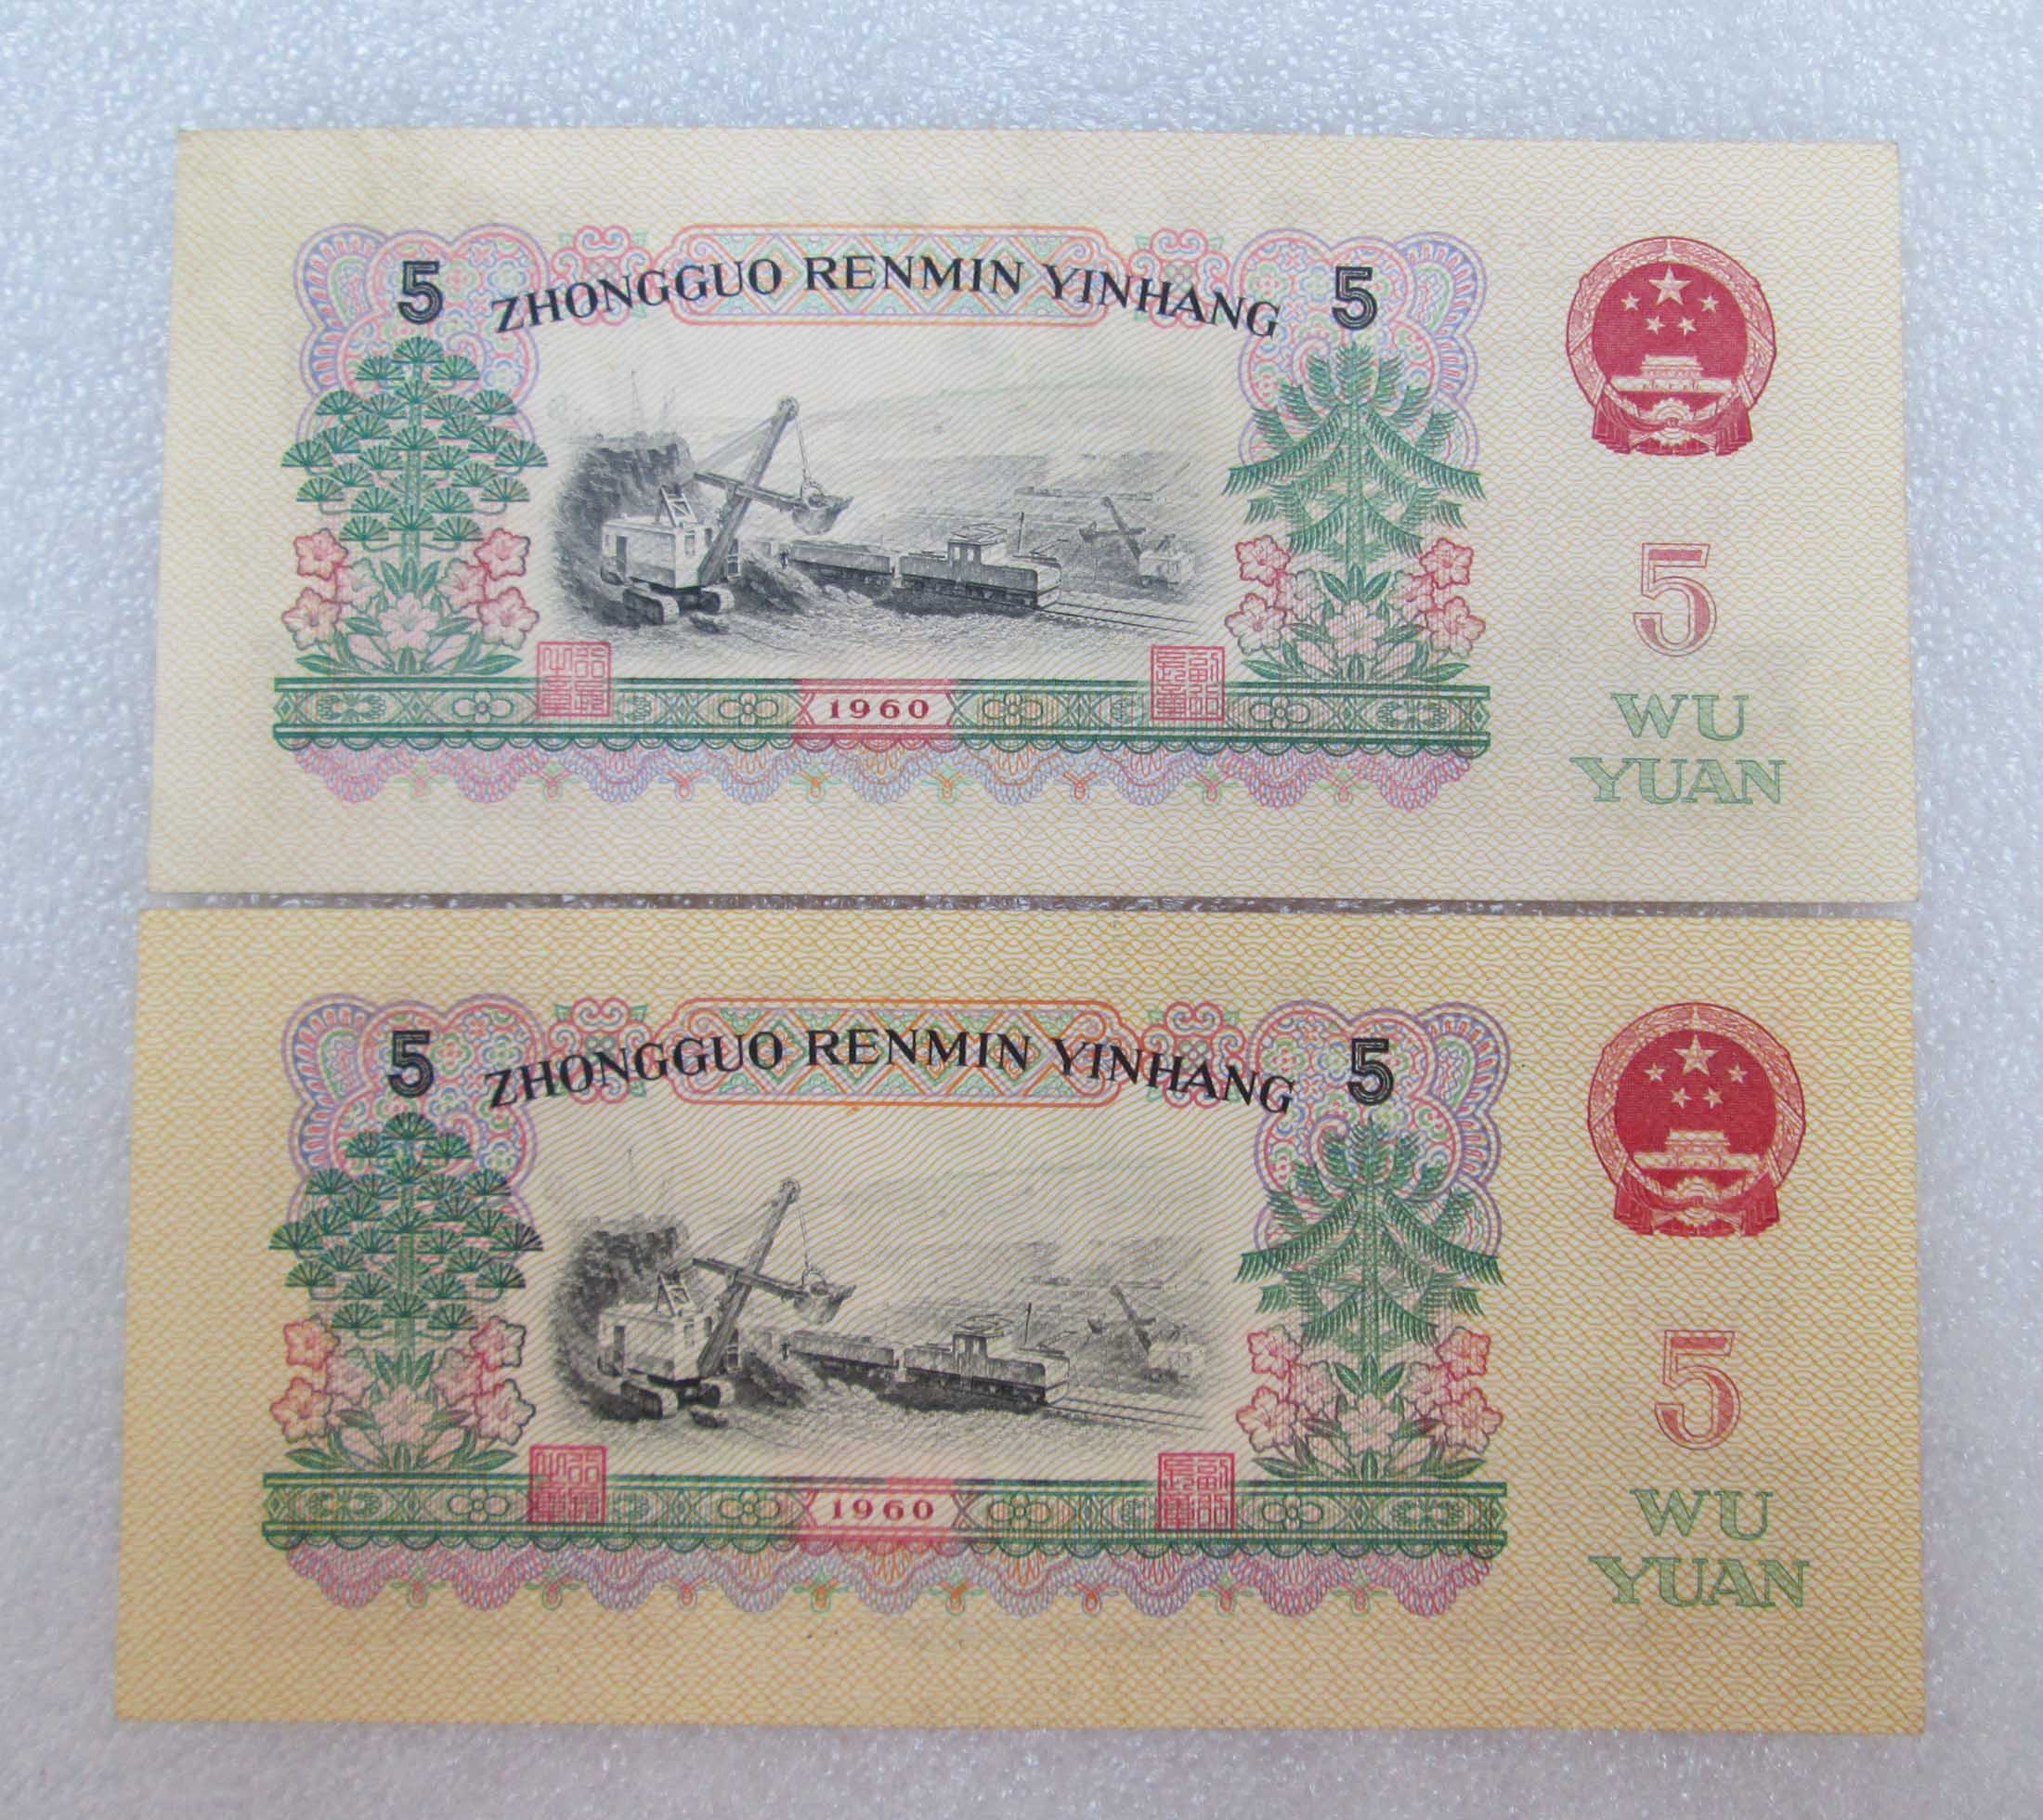 5 ZHONGGUO RENMIN YINHANG 5
5
WU
YUAN
1960
5 ZHONGGUO RENMIN YINHANG 5
5
WU
YUAN
1960